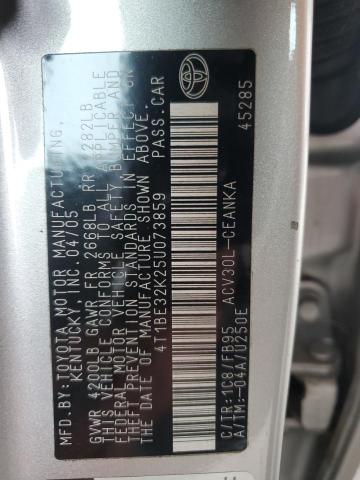 MFD.BY:TOYOTA MOTOR MANUFACTURING,
KENTUCKY, INC. 04/05
GVWR 4200LB GAWR FR 2668LB RR 2282LB
THIS VEHICLE CONFORMS TO ALL APPLICABLE
FEDERAL MOTOR VEHICLE SAFETY, BUMPER, AND
THEFT PREVENTION STANDARDS IN EFFECT ON
THE DATE OF MANUFACTURE SHOWN ABOVE.
4T1BE32K25U073859 PASS.CAR
C/TR:1C8/FB95 ACV30L-CEANKA
A/TM:-04A/U250E 45285